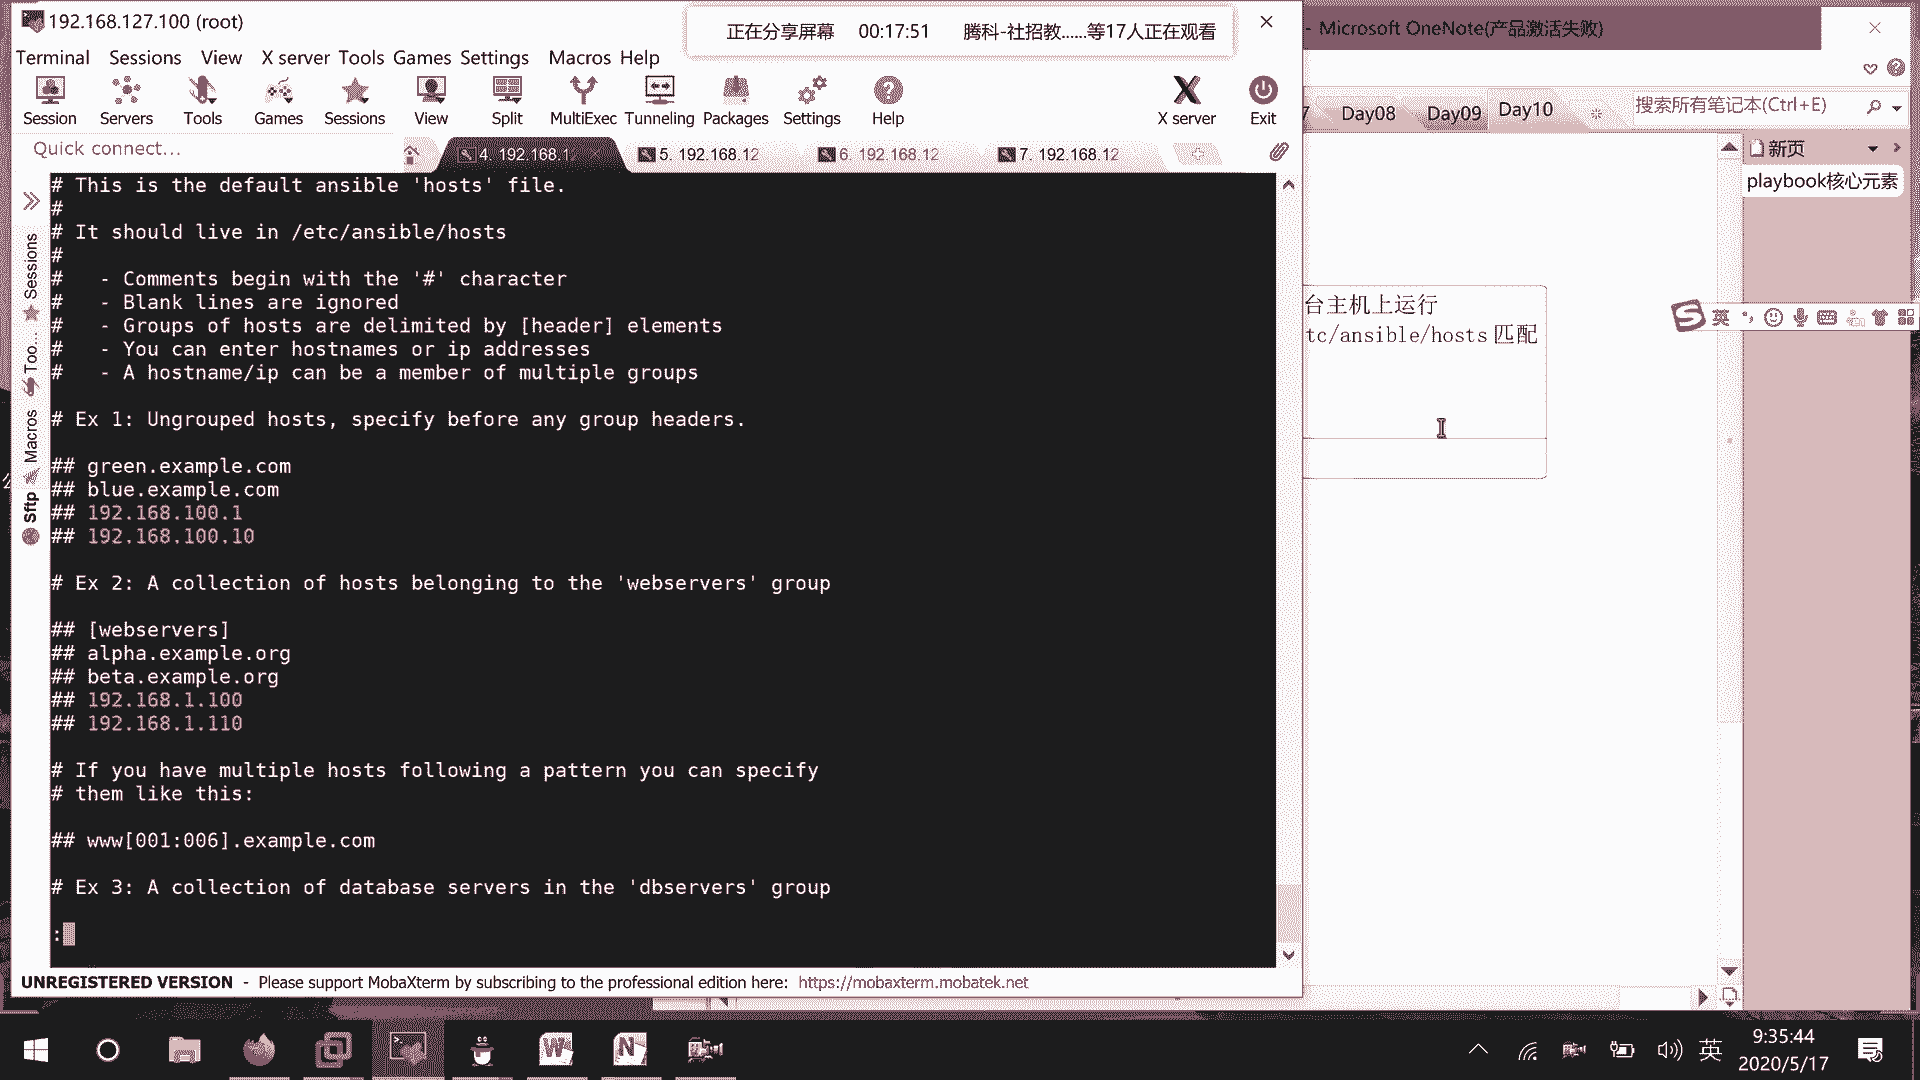 192.168.127.100 (root)
正在分享屏幕 00:17:51 腾科-社招教......等17人正在观看
- Microsoft OneNote(产品激活失败)
Terminal Sessions View X server Tools Games Settings Macros Help
Session Servers Tools Games Sessions View Split MultiExec Tunneling Packages Settings Help X server Exit
7 Day08 Day09 Day10 搜索所有笔记本(Ctrl+E)
Quick connect...
4. 192.168.1 5. 192.168.12 6. 192.168.12 7. 192.168.12
新页
playbook核心元素
Sessions
Too...
Macros
Sftp
# This is the default ansible 'hosts' file.
#
# It should live in /etc/ansible/hosts
#
#   - Comments begin with the '#' character
#   - Blank lines are ignored
#   - Groups of hosts are delimited by [header] elements
#   - You can enter hostnames or ip addresses
#   - A hostname/ip can be a member of multiple groups
# Ex 1: Ungrouped hosts, specify before any group headers.
## green.example.com
## blue.example.com
## 192.168.100.1
## 192.168.100.10
# Ex 2: A collection of hosts belonging to the 'webservers' group
## [webservers]
## alpha.example.org
## beta.example.org
## 192.168.1.100
## 192.168.1.110
# If you have multiple hosts following a pattern you can specify
# them like this:
## www[001:006].example.com
# Ex 3: A collection of database servers in the 'dbservers' group
:
台主机上运行
tc/ansible/hosts 匹配
英
UNREGISTERED VERSION - Please support MobaXterm by subscribing to the professional edition here: https://mobaxterm.mobatek.net
英
9:35:44
2020/5/17